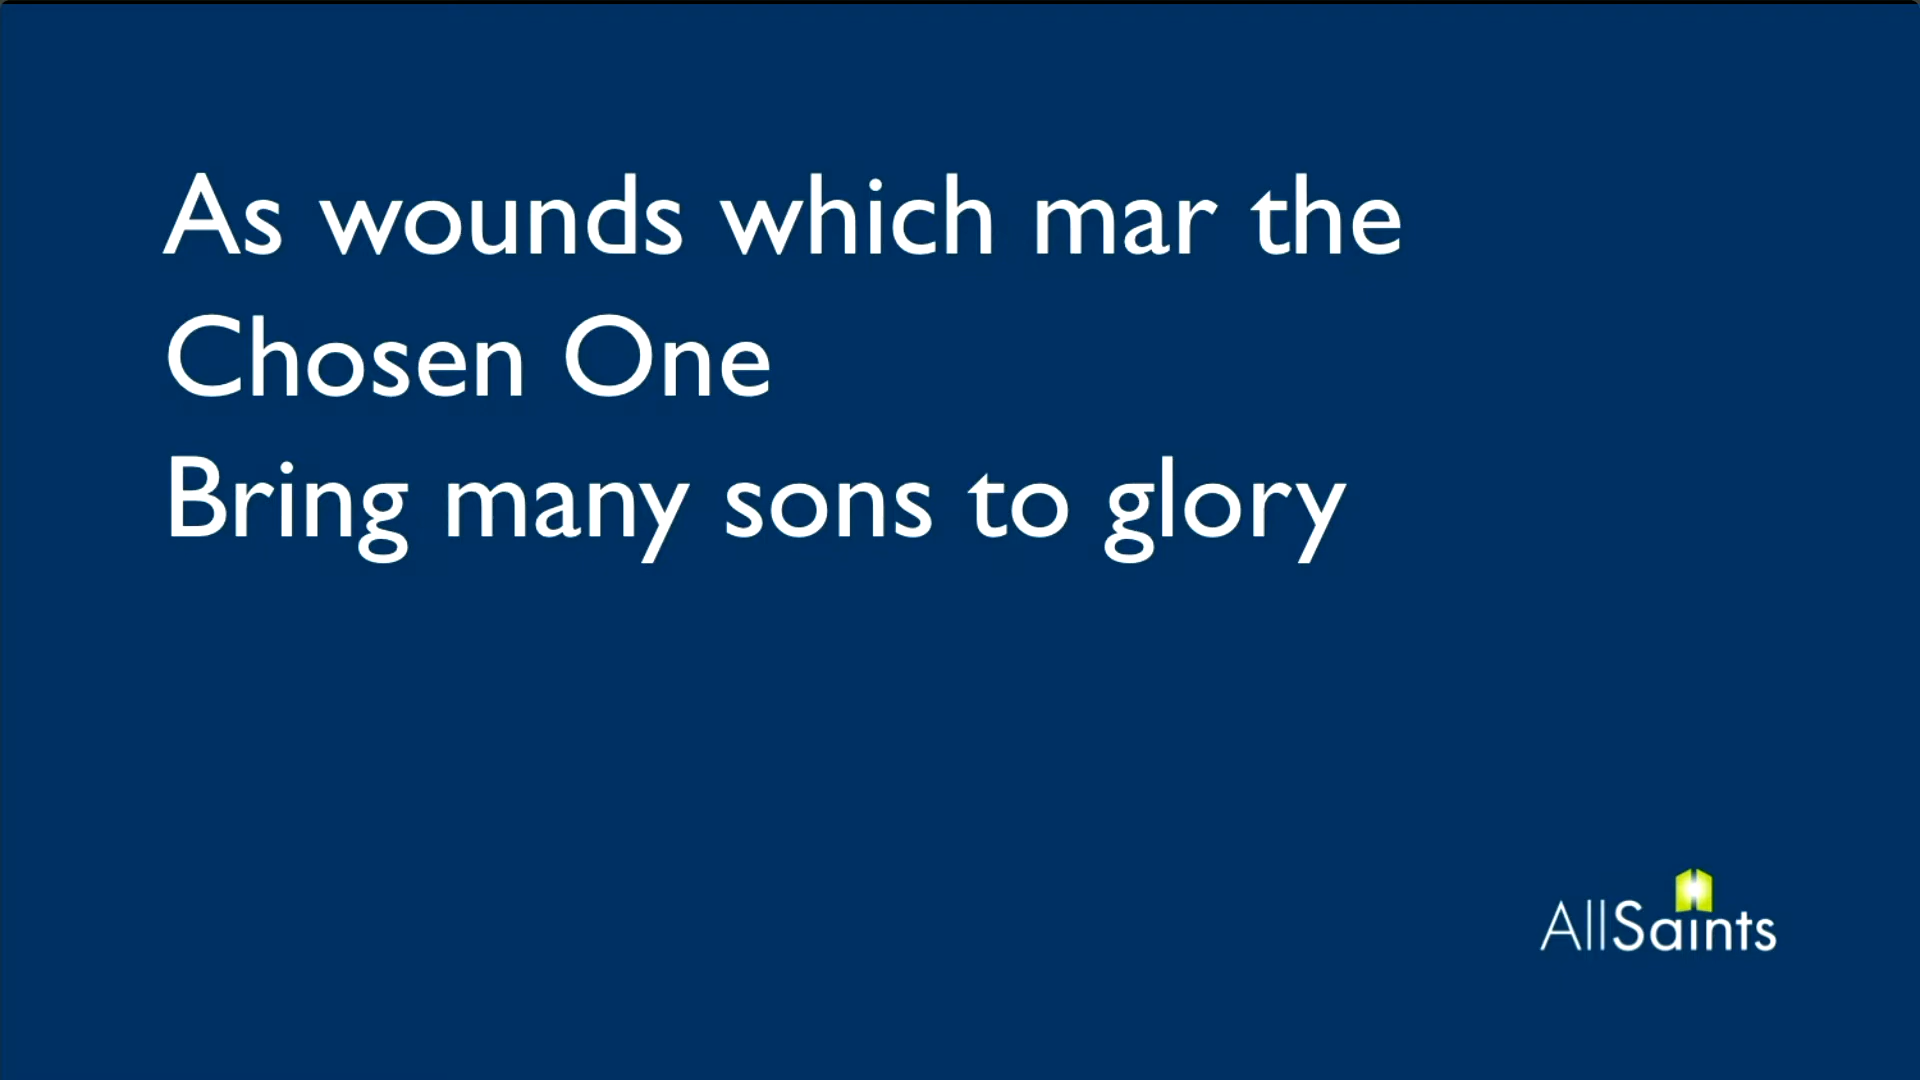 As wounds which mar the
Chosen One
Bring many sons to glory
AllSaints